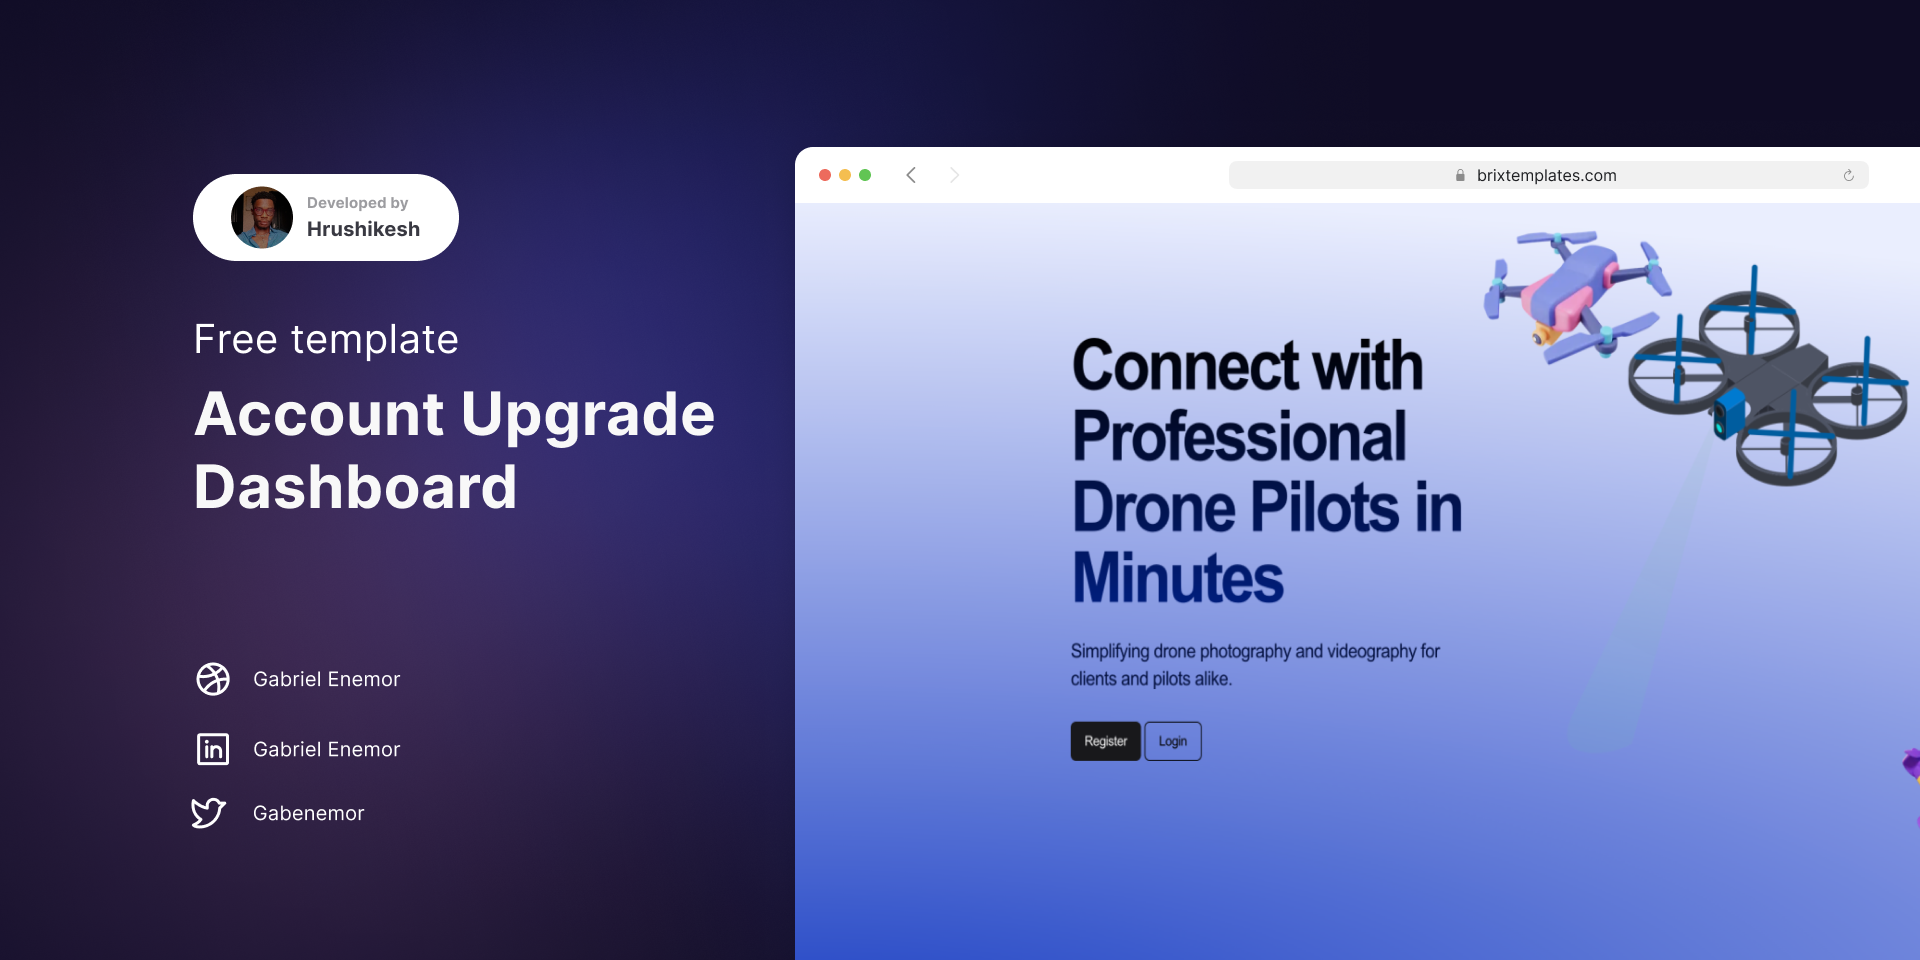 Developed by
Hrushikesh
Free template
Account Upgrade
Dashboard
Gabriel Enemor
in
Gabriel Enemor
Gabenemor
brixtemplates.com
Connect with
Professional
Drone Pilots in
Minutes
Simplifying drone photography and videography for
clients and pilots alike.
Register
Login